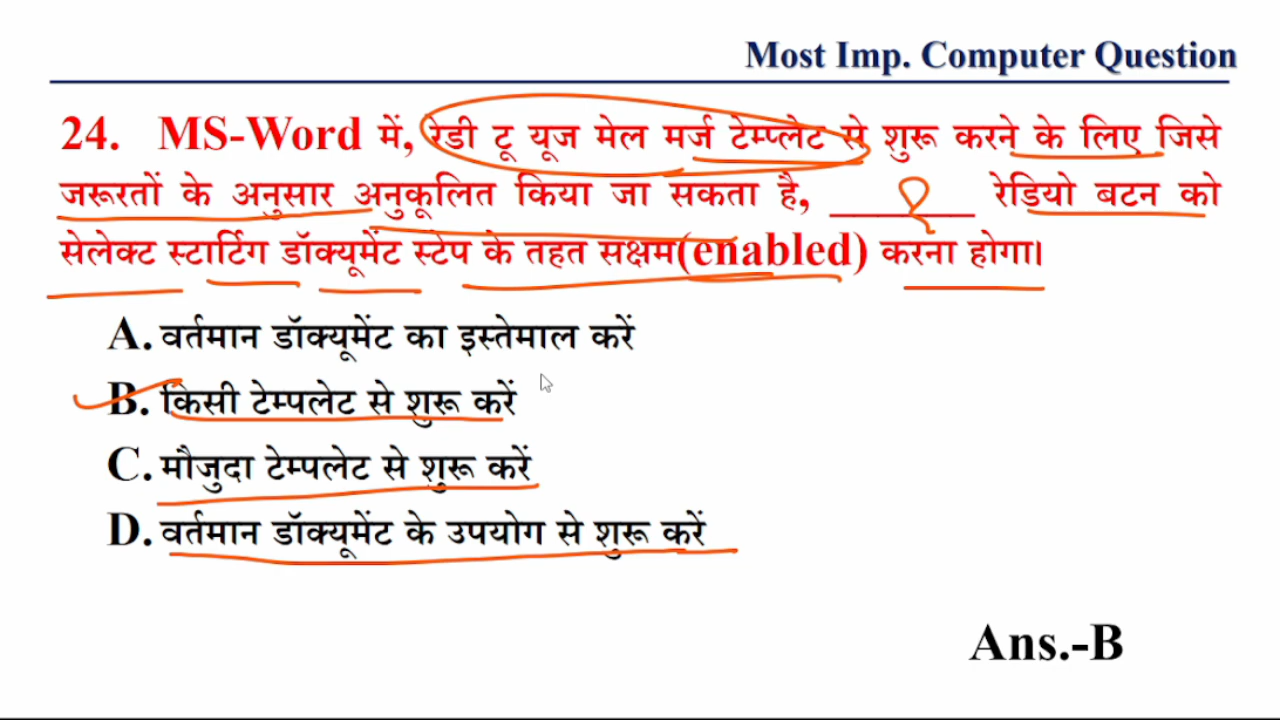 Most Imp. Computer Question
24. MS-Word में, रेडी टू यूज मेल मर्ज टेम्प्लेट से शुरू करने के लिए जिसे
जरूरतों के अनुसार अनुकूलित किया जा सकता है, ________ रेडियो बटन को
सेलेक्ट स्टार्टिग डॉक्यूमेंट स्टेप के तहत सक्षम(enabled) करना होगा।
A. वर्तमान डॉक्यूमेंट का इस्तेमाल करें
B. किसी टेम्पलेट से शुरू करें
C. मौजुदा टेम्पलेट से शुरू करें
D. वर्तमान डॉक्यूमेंट के उपयोग से शुरू करें
Ans.-B